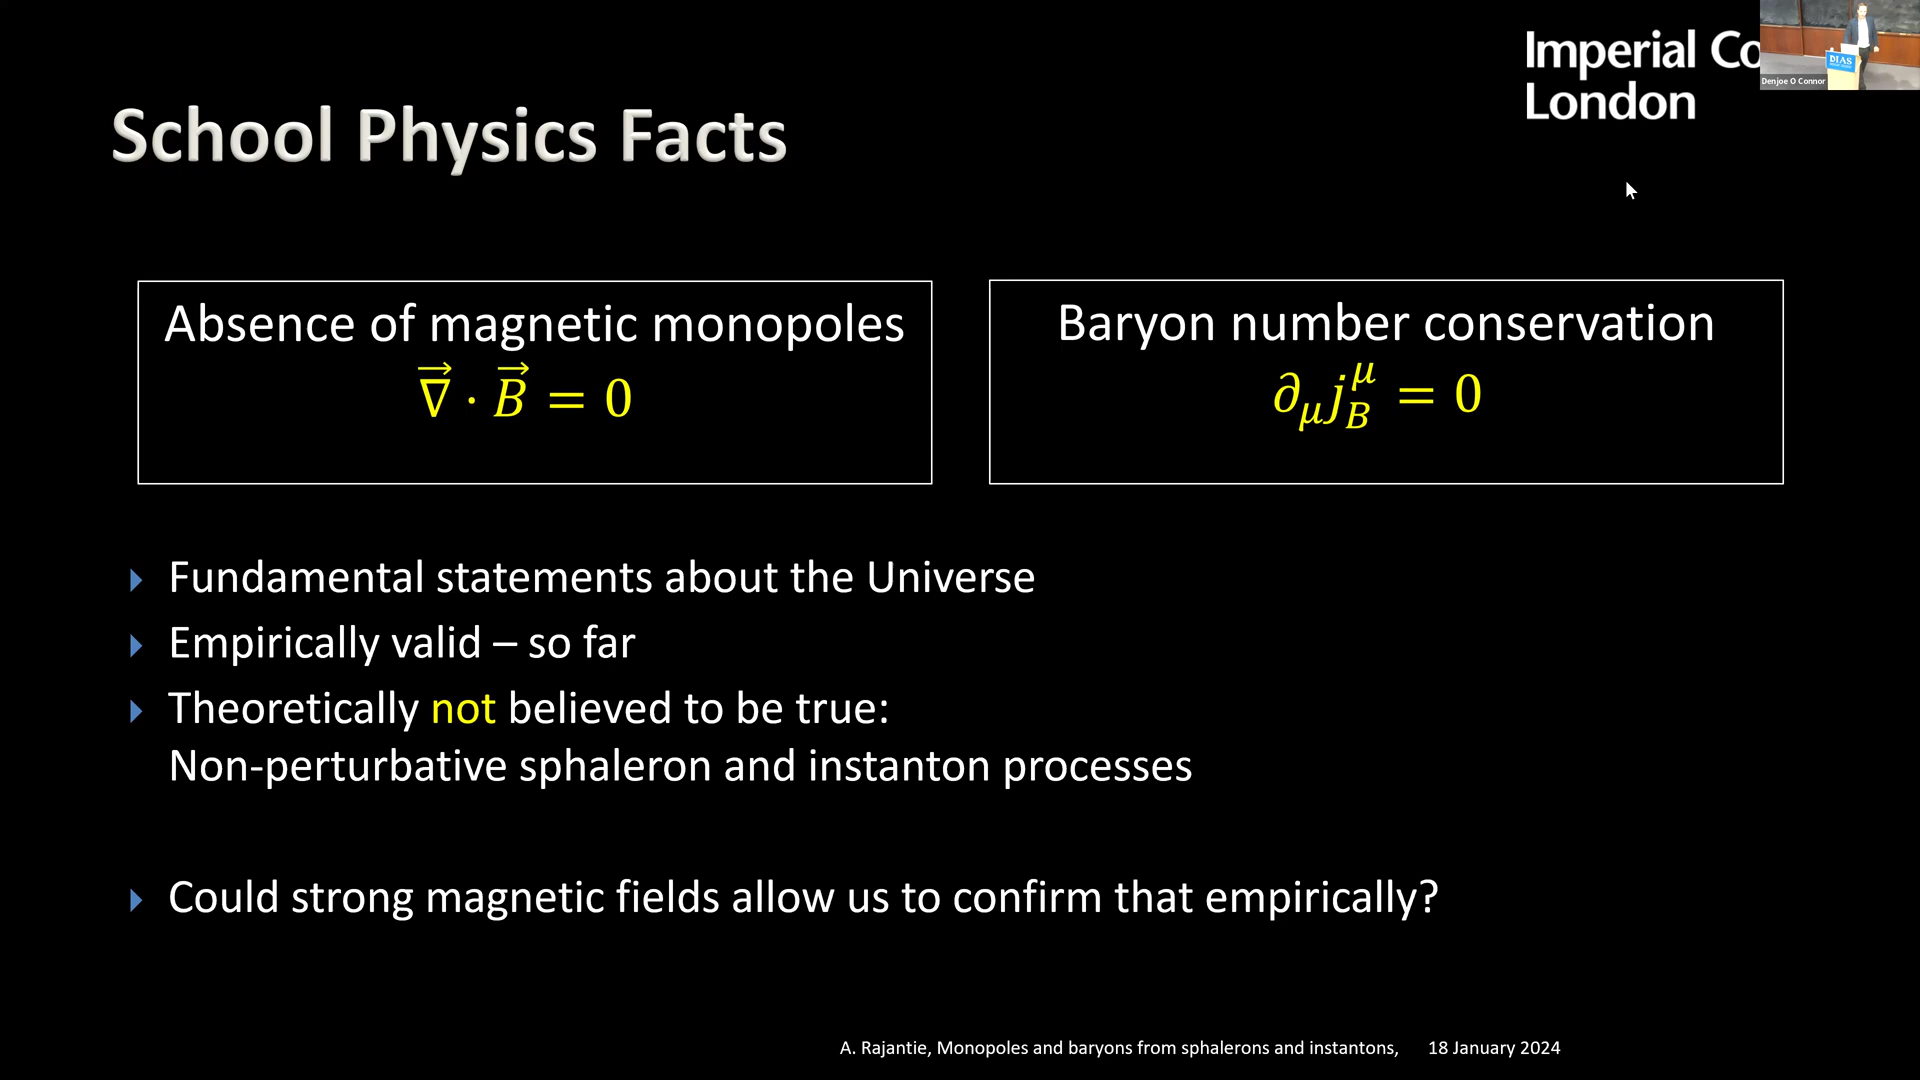 Imperial Co
London
DIAS
Denjoe O Connor
School Physics Facts
Absence of magnetic monopoles
∇⃗ · B⃗ = 0
Baryon number conservation
∂_μ j_B^μ = 0
Fundamental statements about the Universe
Empirically valid – so far
Theoretically not believed to be true:
Non-perturbative sphaleron and instanton processes
Could strong magnetic fields allow us to confirm that empirically?
A. Rajantie, Monopoles and baryons from sphalerons and instantons, 18 January 2024